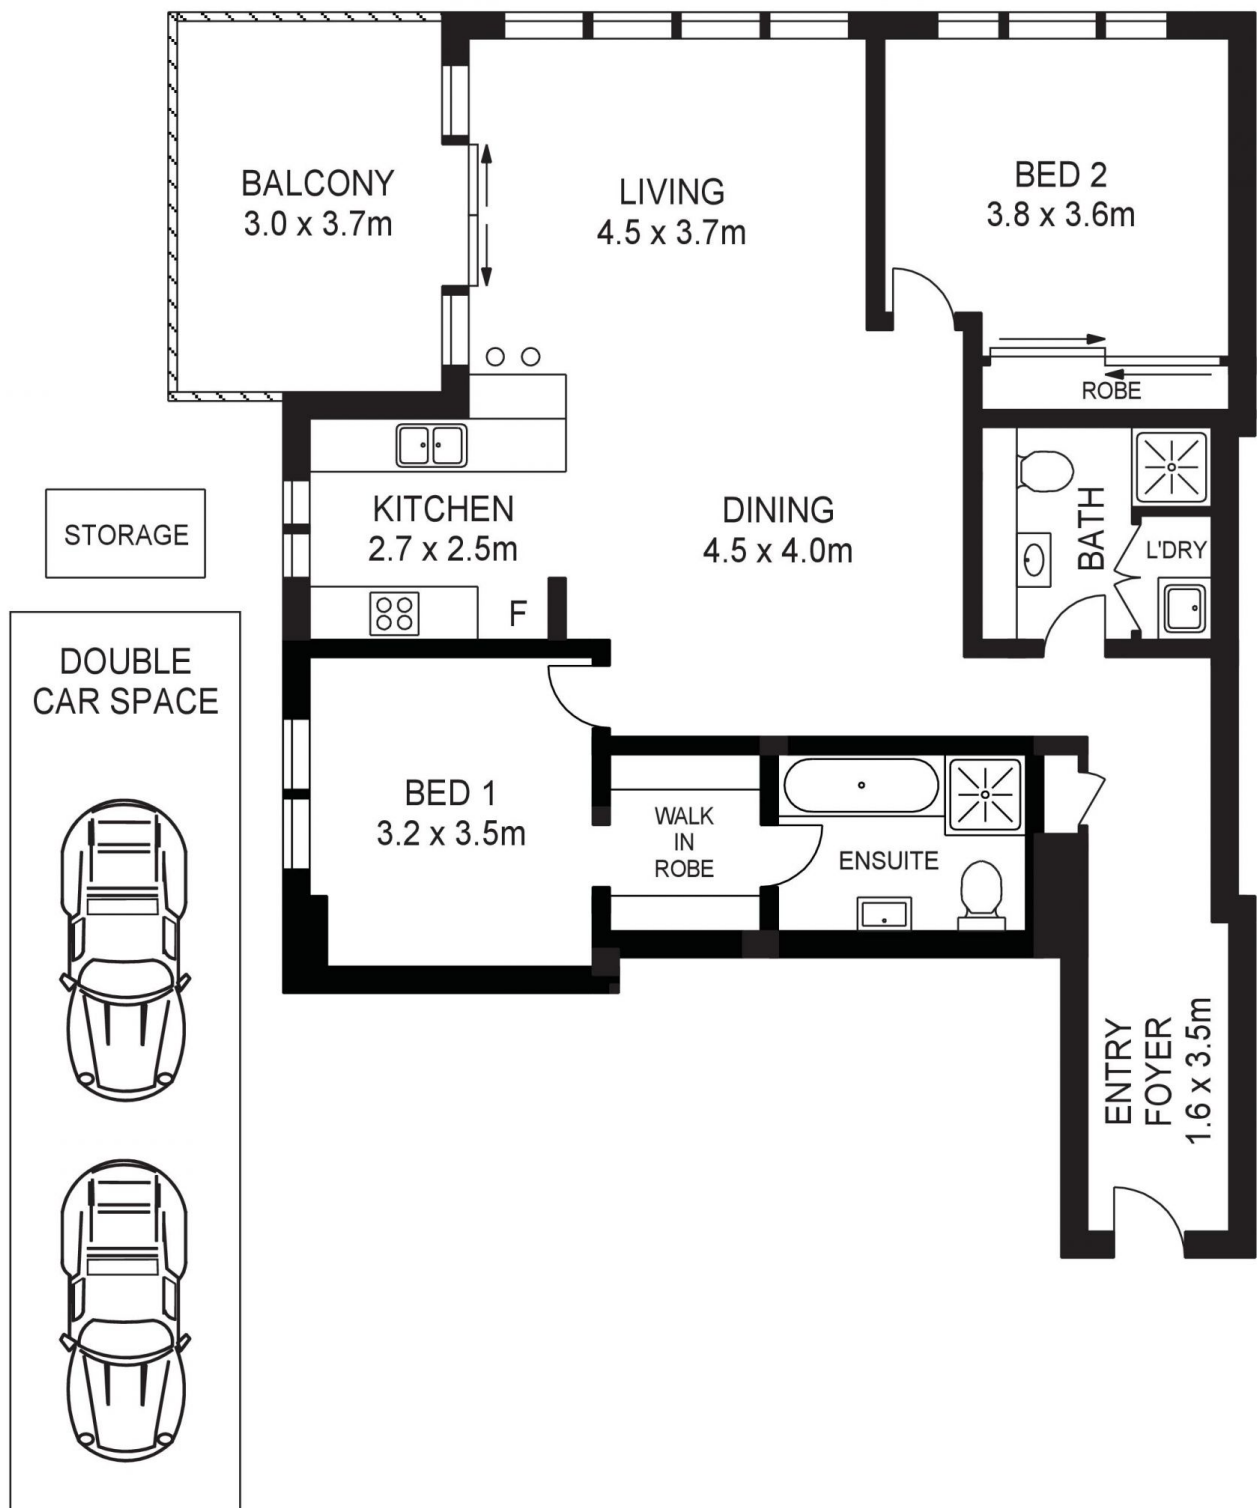 BALCONY
3.0 x 3.7m
LIVING
4.5 x 3.7m
BED 2
3.8 x 3.6m
ROBE
STORAGE
KITCHEN
2.7 x 2.5m
F
DINING
4.5 x 4.0m
BATH
L'DRY
DOUBLE
CAR SPACE
BED 1
3.2 x 3.5m
WALK
IN
ROBE
ENSUITE
ENTRY
FOYER
1.6 x 3.5m